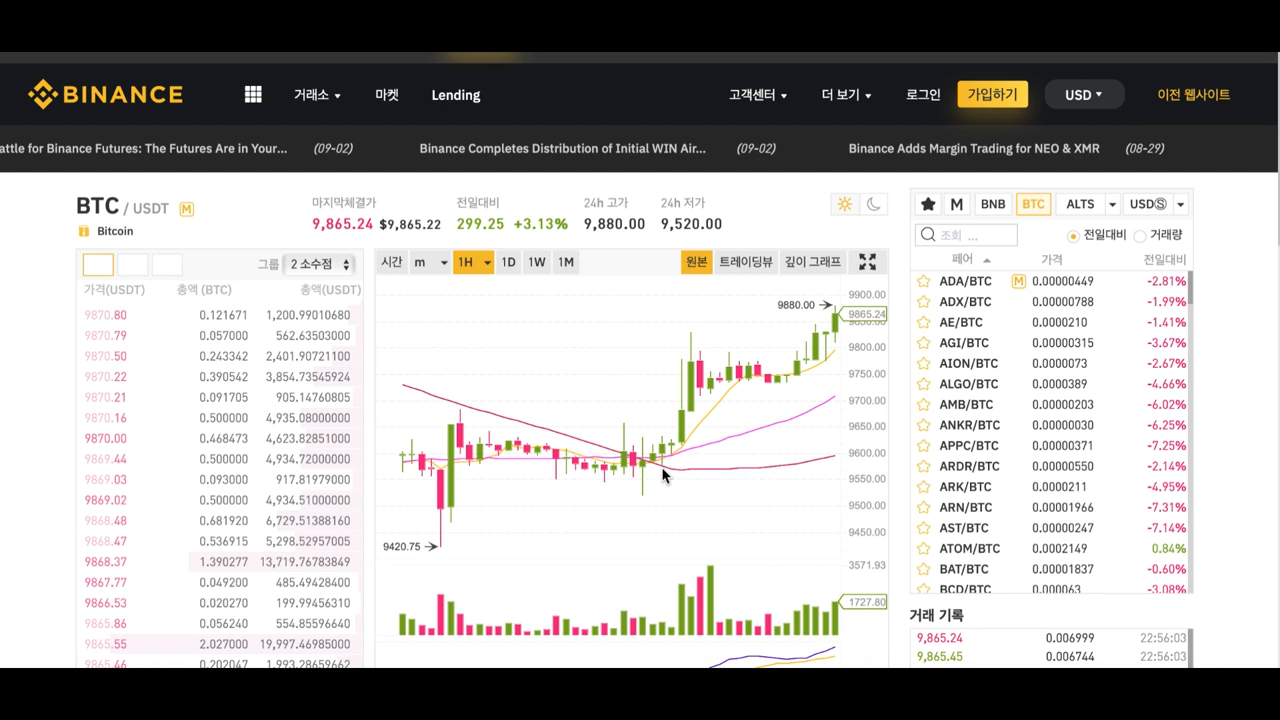 BINANCE
거래소
마켓
Lending
고객센터
더 보기
로그인
가입하기
USD
이전 웹사이트
attle for Binance Futures: The Futures Are in Your... (09-02)
Binance Completes Distribution of Initial WIN Air... (09-02)
Binance Adds Margin Trading for NEO & XMR (08-29)
BTC / USDT M
Bitcoin
마지막체결가 전일대비 24h 고가 24h 저가
9,865.24 $9,865.22 299.25 +3.13% 9,880.00 9,520.00
그룹 2 소수점
가격(USDT) 총액 (BTC) 총액(USDT)
9870.80 0.121671 1,200.99010680
9870.79 0.057000 562.63503000
9870.50 0.243342 2,401.90721100
9870.22 0.390542 3,854.73545924
9870.21 0.091705 905.14760805
9870.16 0.500000 4,935.08000000
9870.00 0.468473 4,623.82851000
9869.44 0.500000 4,934.72000000
9869.03 0.093000 917.81979000
9869.02 0.500000 4,934.51000000
9868.48 0.681920 6,729.51388160
9868.47 0.536915 5,298.52957005
9868.37 1.390277 13,719.76783849
9867.77 0.049200 485.49428400
9866.53 0.020270 199.99456310
9865.86 0.056240 554.85596640
9865.55 2.027000 19,997.46985000
9865.46 0.202047 1,993.28659662
시간 m 1H 1D 1W 1M 원본 트레이딩뷰 깊이 그래프
9880.00
9900.00
9865.24
9850.00
9800.00
9750.00
9700.00
9650.00
9600.00
9550.00
9500.00
9450.00
9420.75
3571.93
1727.80
M BNB BTC ALTS USDⓈ
조회 ... 전일대비 거래량
페어 가격 전일대비
ADA/BTC M 0.00000449 -2.81%
ADX/BTC 0.00000788 -1.99%
AE/BTC 0.0000210 -1.41%
AGI/BTC 0.00000315 -3.67%
AION/BTC 0.0000073 -2.67%
ALGO/BTC 0.0000389 -4.66%
AMB/BTC 0.00000203 -6.02%
ANKR/BTC 0.00000030 -6.25%
APPC/BTC 0.00000371 -7.25%
ARDR/BTC 0.00000550 -2.14%
ARK/BTC 0.0000211 -4.95%
ARN/BTC 0.00001966 -7.31%
AST/BTC 0.00000247 -7.14%
ATOM/BTC 0.0002149 0.84%
BAT/BTC 0.00001837 -0.60%
BCD/BTC 0.000063 -3.08%
거래 기록
9,865.24 0.006999 22:56:03
9,865.45 0.006744 22:56:03